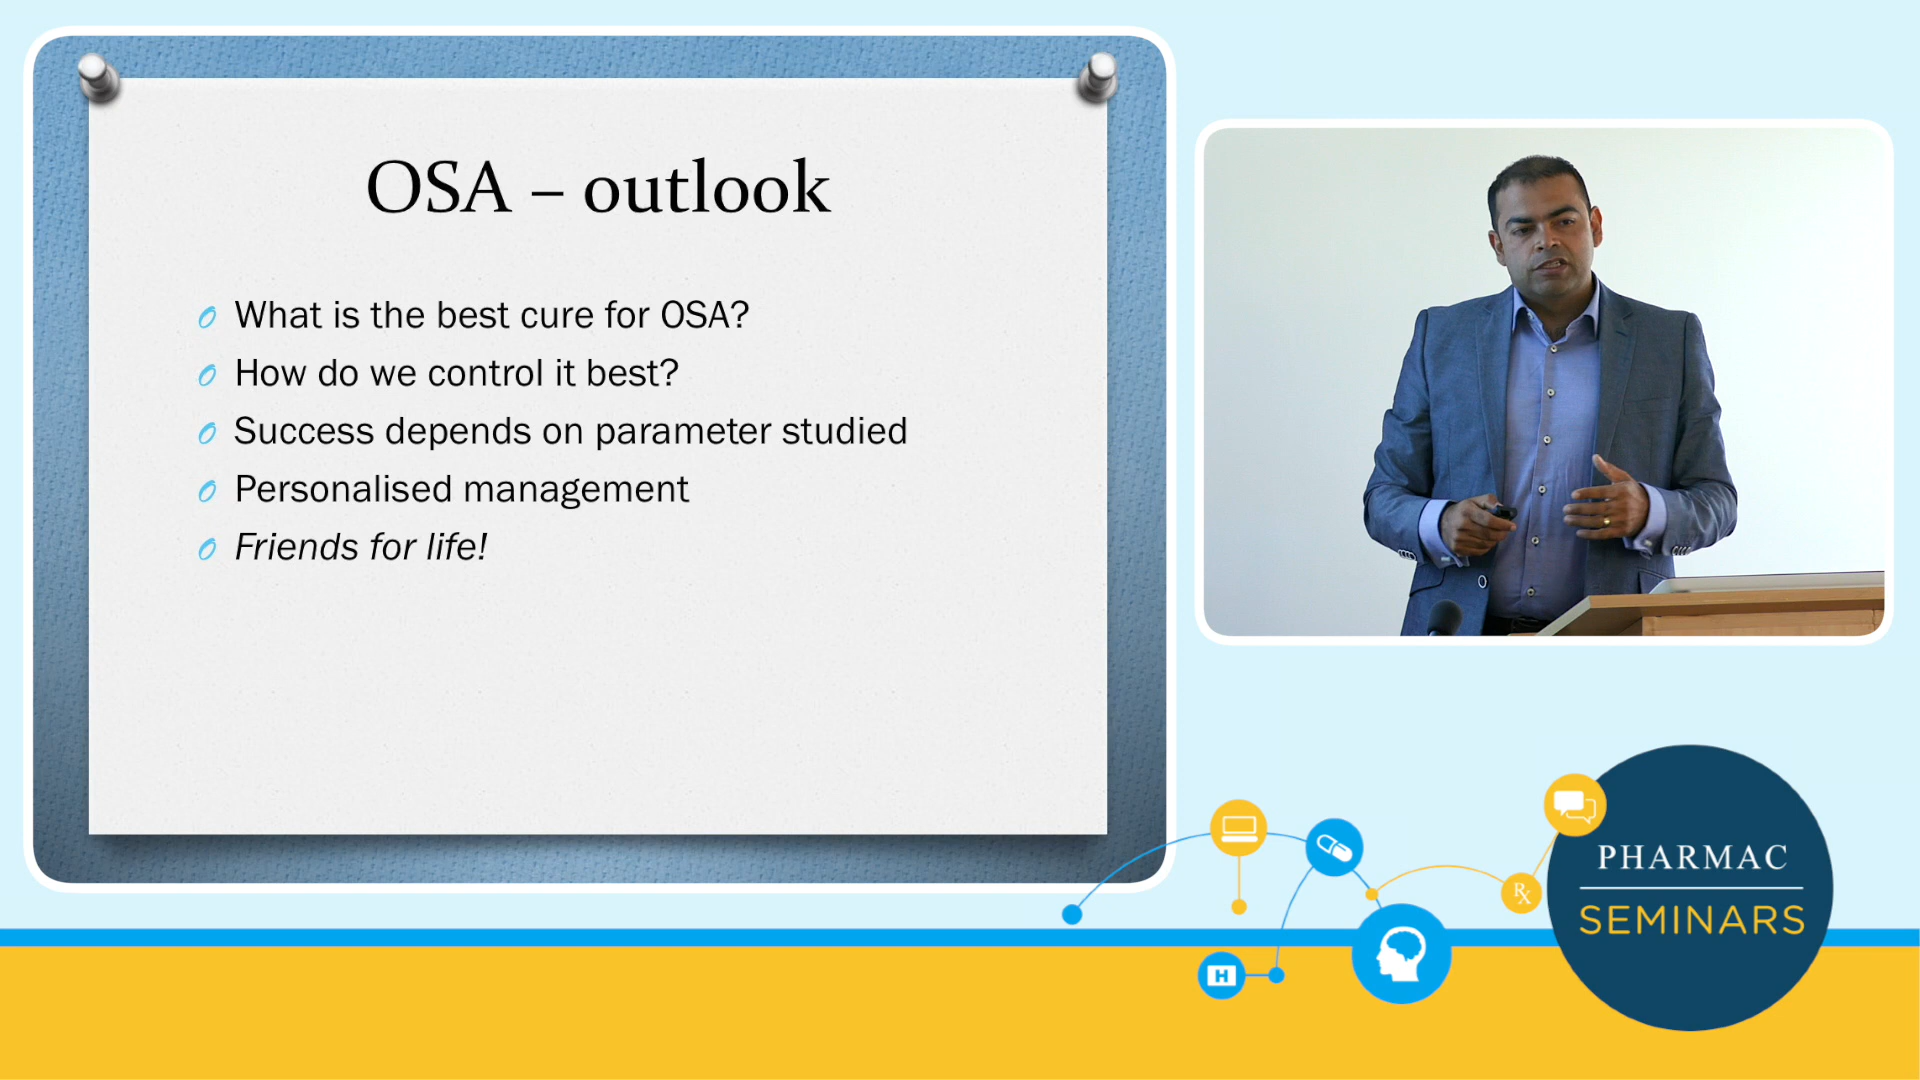 OSA – outlook
What is the best cure for OSA?
How do we control it best?
Success depends on parameter studied
Personalised management
Friends for life!
PHARMAC
SEMINARS
Rx
H